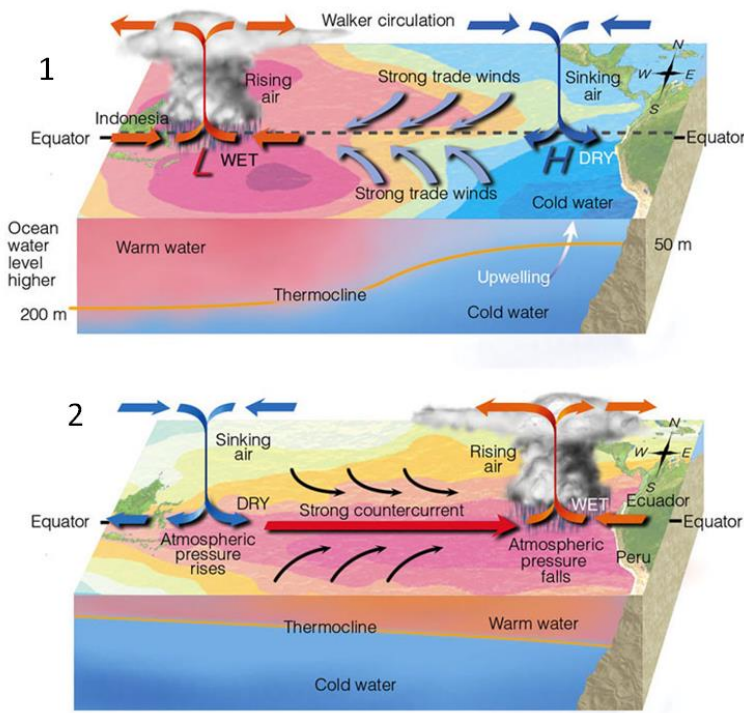 Walker circulation
1
N
W E
S
Rising
air
Strong trade winds
Sinking
air
Indonesia
Equator
Equator
L
WET
H
DRY
Strong trade winds
Cold water
Ocean
water
level
higher
Warm water
50 m
Upwelling
Thermocline
200 m
Cold water
2
N
W E
S
Sinking
air
Rising
air
DRY
WET
Ecuador
Strong countercurrent
Equator
Equator
Atmospheric
pressure
rises
Atmospheric
pressure
falls
Peru
Thermocline
Warm water
Cold water